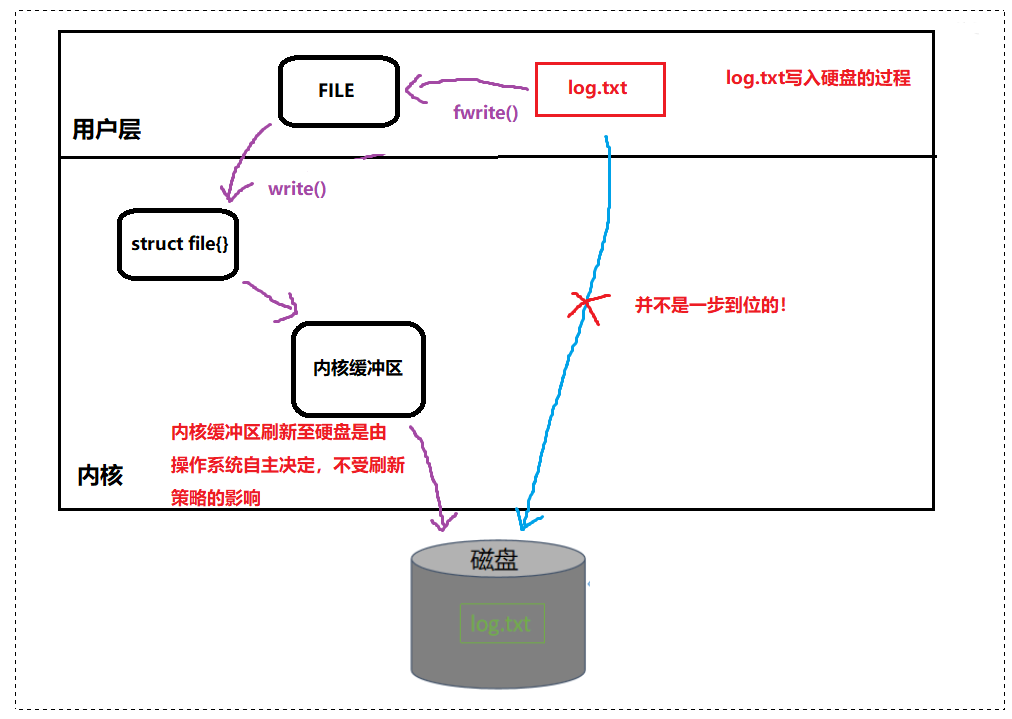 FILE
log.txt
log.txt写入硬盘的过程
fwrite()
用户层
write()
struct file{}
并不是一步到位的!
内核缓冲区
内核缓冲区刷新至硬盘是由
操作系统自主决定，不受刷新
策略的影响
内核
磁盘
log.txt